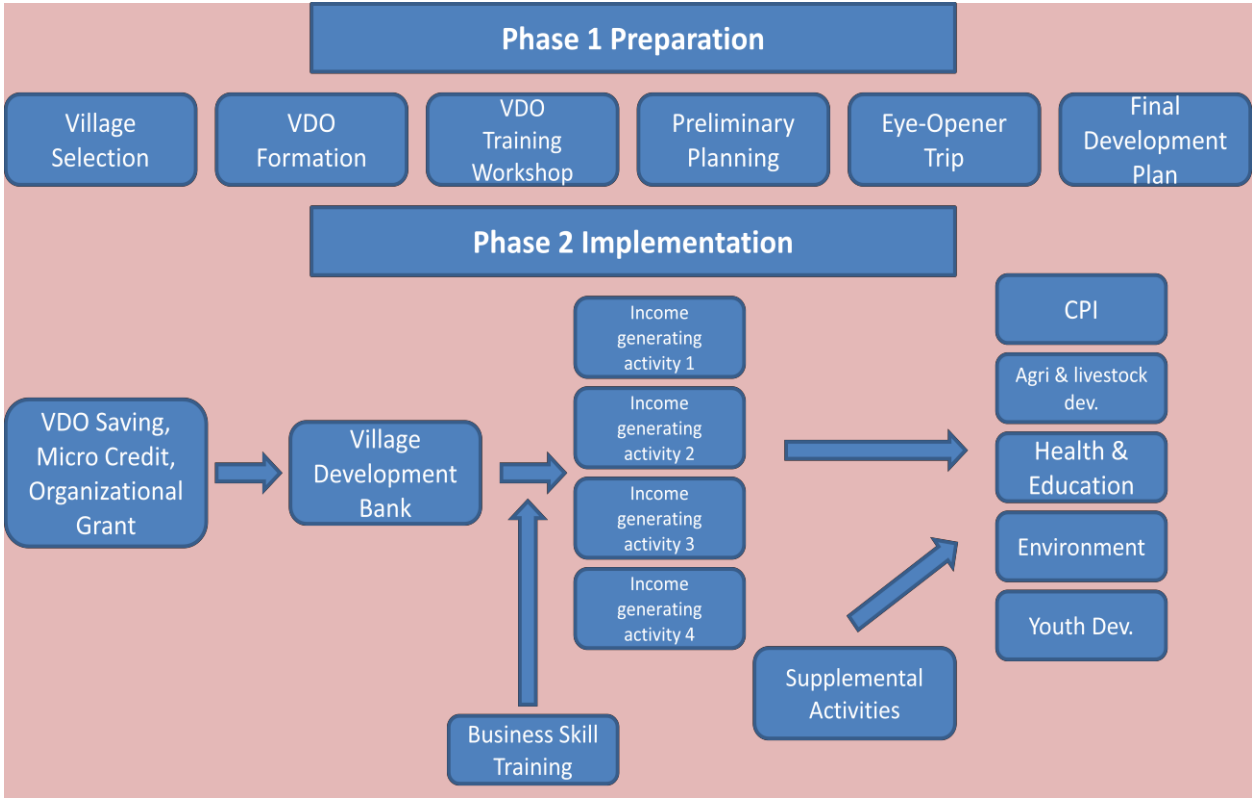 Phase 1 Preparation
Village
Selection
VDO
Formation
VDO
Training
Workshop
Preliminary
Planning
Eye-Opener
Trip
Final
Development
Plan
Phase 2 Implementation
VDO Saving,
Micro Credit,
Organizational
Grant
Village
Development
Bank
Income
generating
activity 1
Income
generating
activity 2
Income
generating
activity 3
Income
generating
activity 4
Business Skill
Training
Supplemental
Activities
CPI
Agri & livestock
dev.
Health &
Education
Environment
Youth Dev.